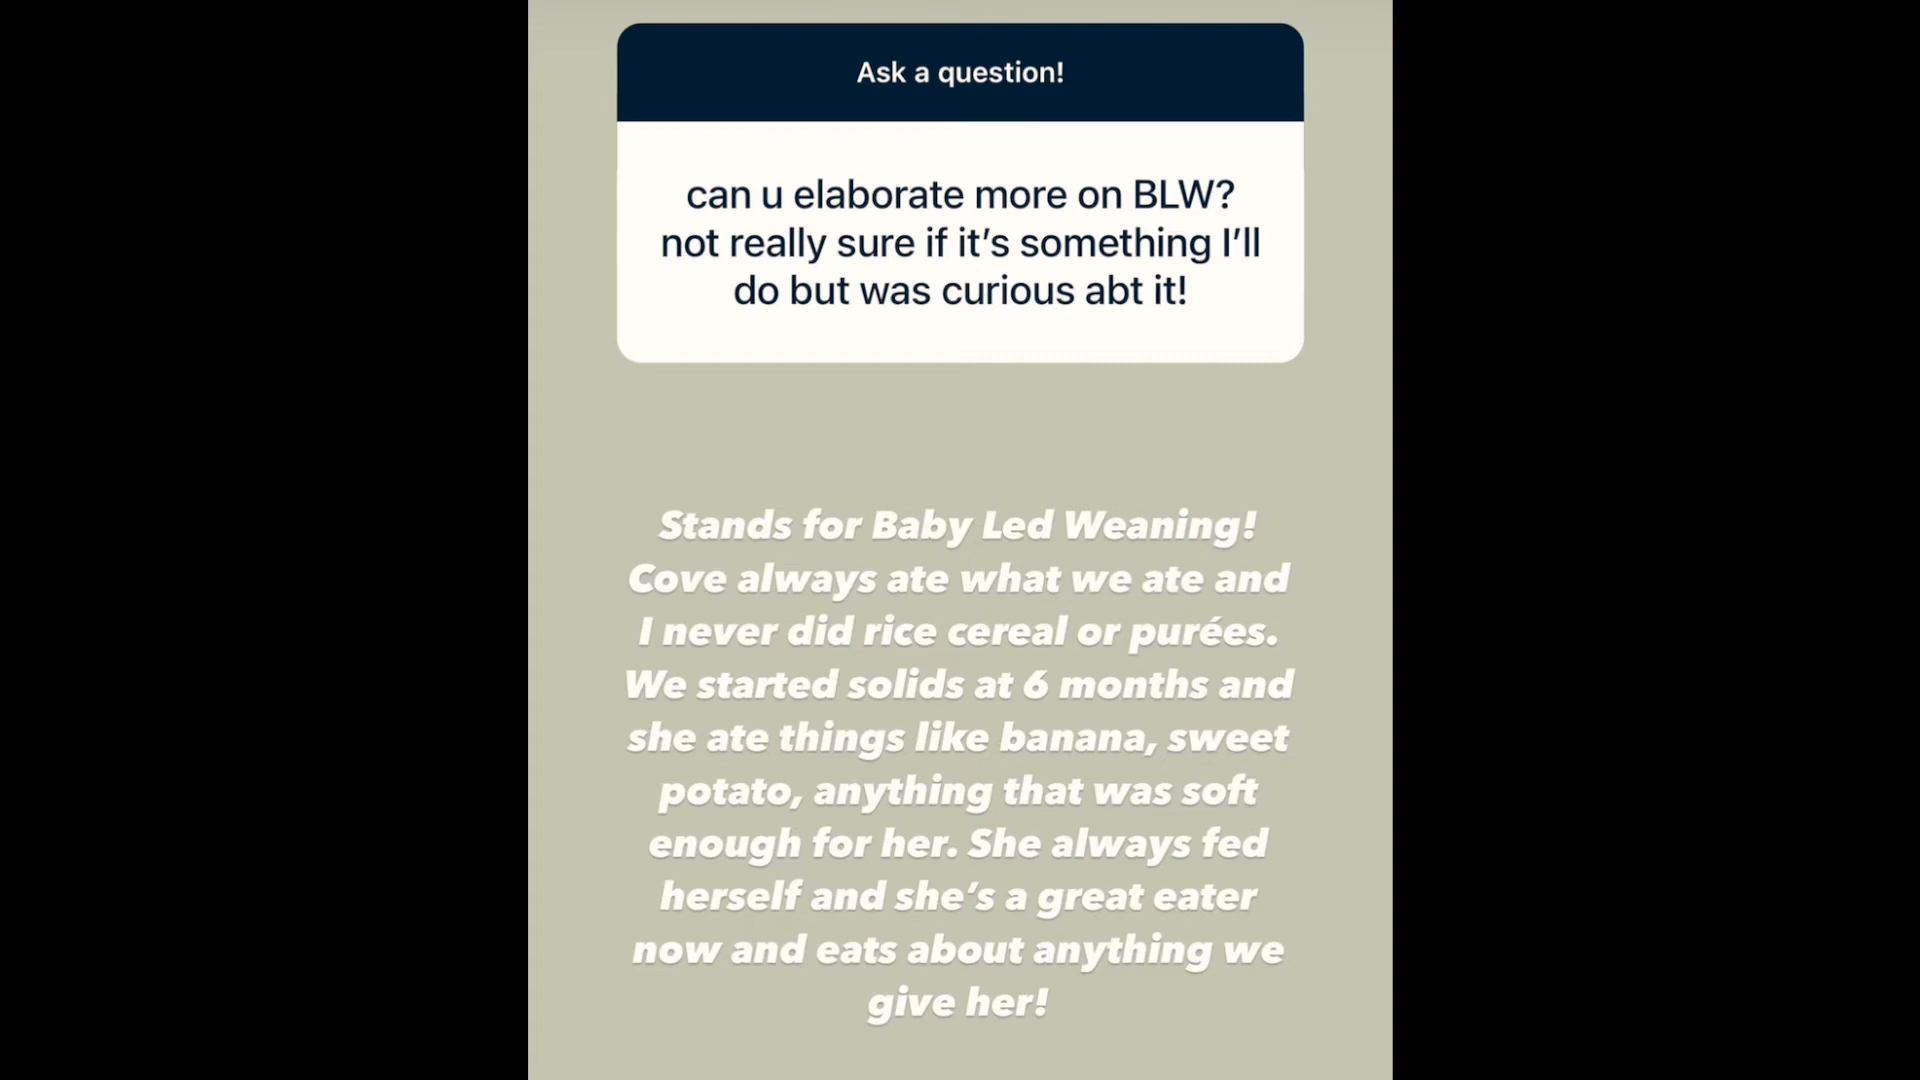 Ask a question!
can u elaborate more on BLW?
not really sure if it’s something I’ll
do but was curious abt it!
Stands for Baby Led Weaning!
Cove always ate what we ate and
I never did rice cereal or purées.
We started solids at 6 months and
she ate things like banana, sweet
potato, anything that was soft
enough for her. She always fed
herself and she’s a great eater
now and eats about anything we
give her!